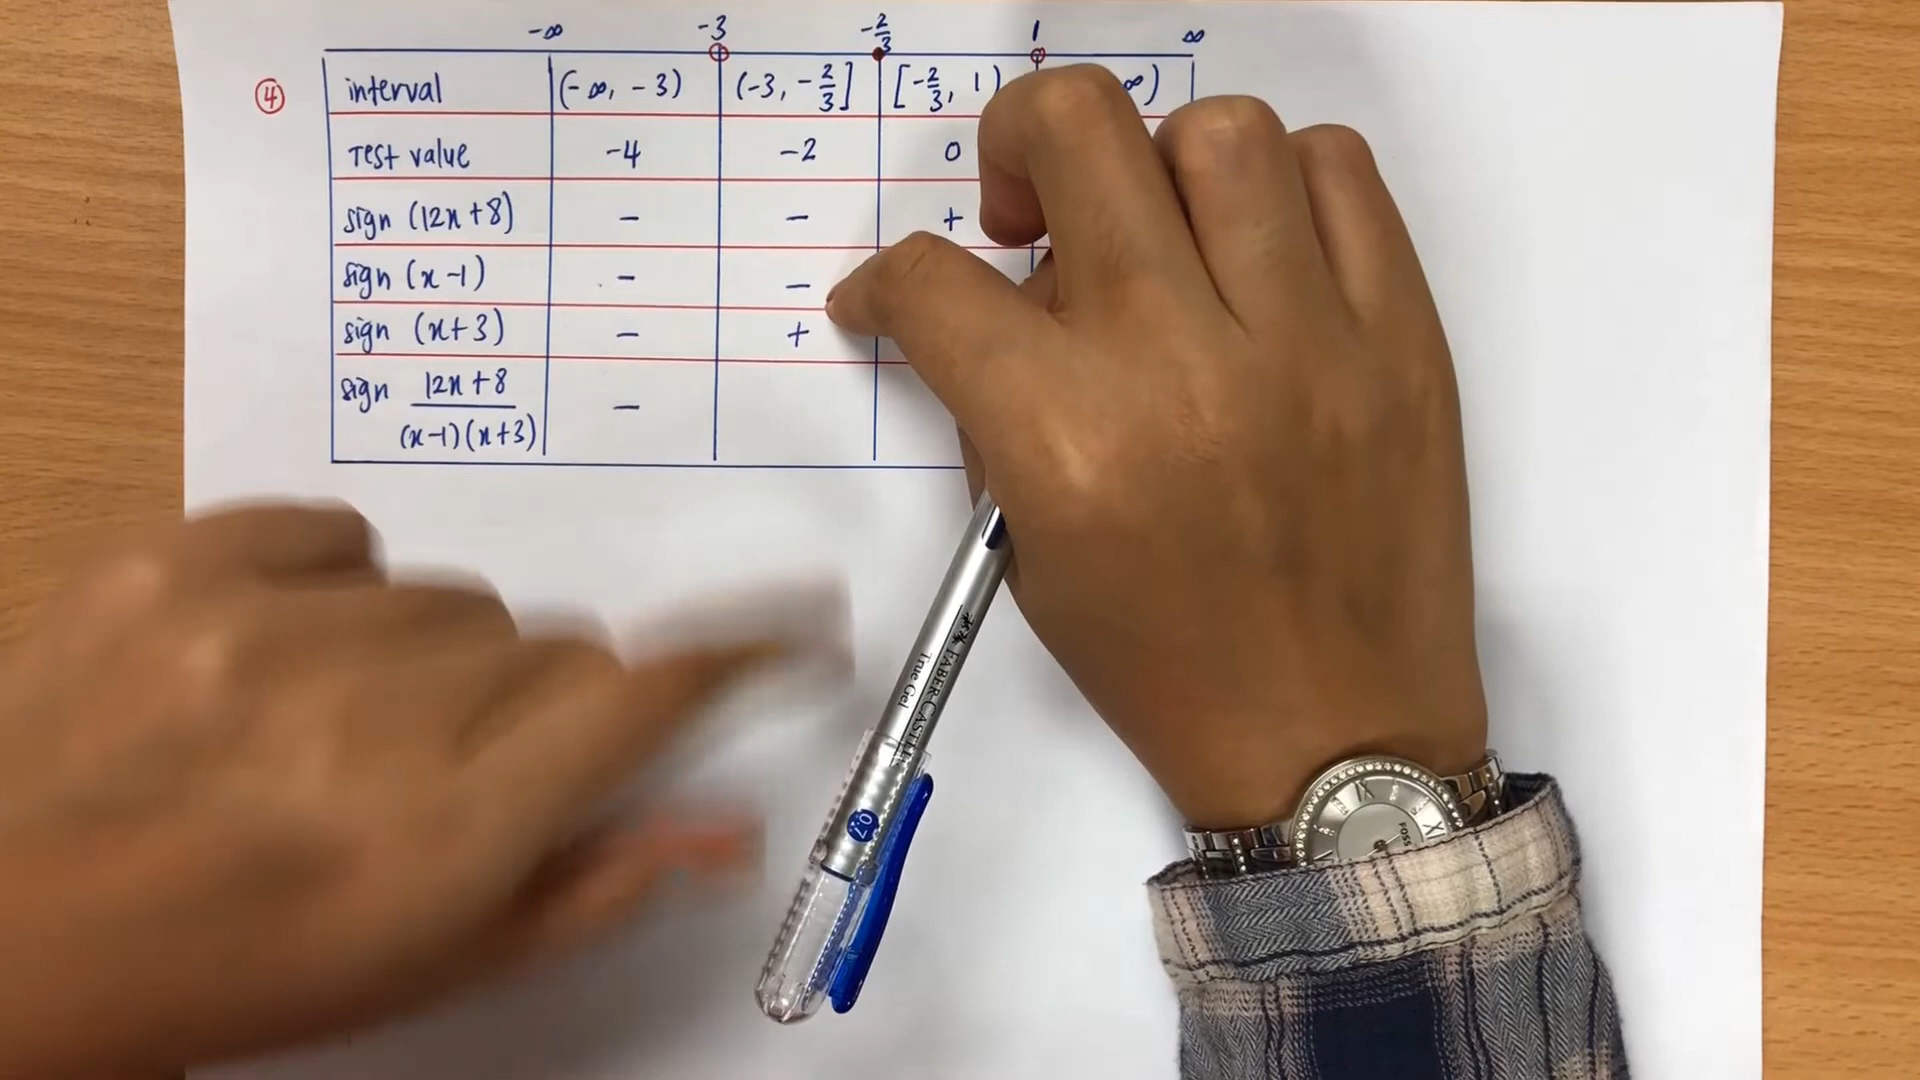 -∞ -3 -2/3 1 ∞
④ interval (-∞, -3) (-3, -2/3] [-2/3, 1) ∞)
Test value -4 -2 0
sign (12x+8) - - +
sign (x-1) - -
sign (x+3) - +
sign 12x+8 / (x-1)(x+3) -
FABER-CASTELL
True Gel
0.7
FOSS